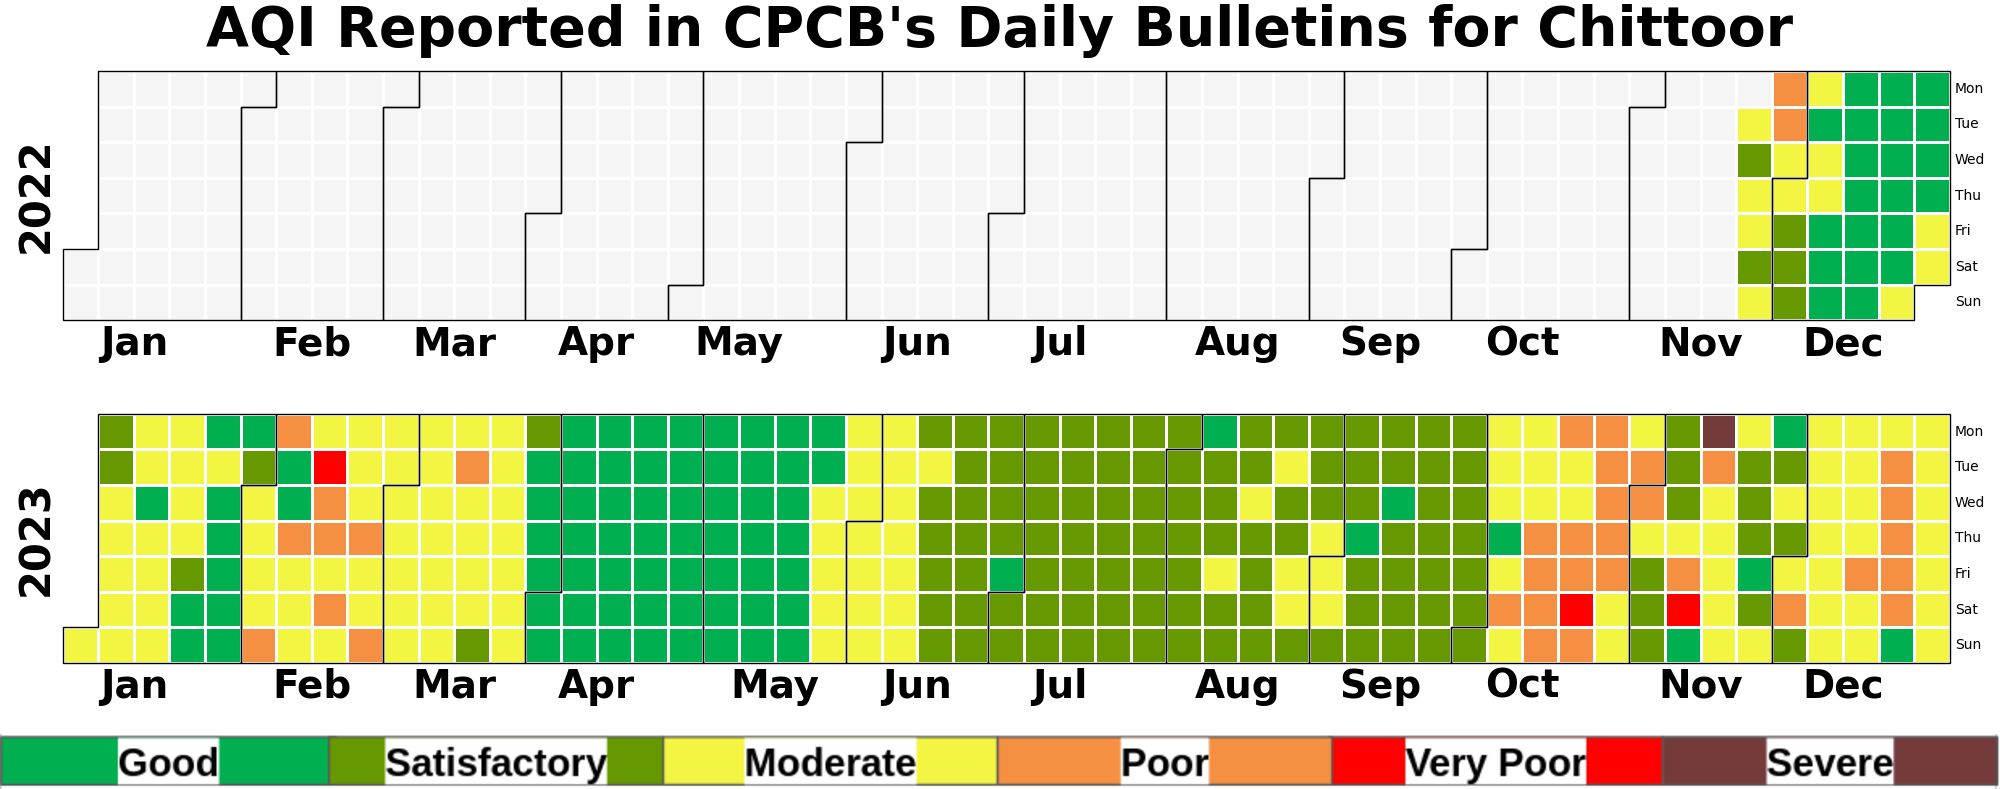 AQI Reported in CPCB's Daily Bulletins for Chittoor
2022
Mon
Tue
Wed
Thu
Fri
Sat
Sun
Jan Feb Mar Apr May Jun Jul Aug Sep Oct Nov Dec
2023
Mon
Tue
Wed
Thu
Fri
Sat
Sun
Jan Feb Mar Apr May Jun Jul Aug Sep Oct Nov Dec
Good Satisfactory Moderate Poor Very Poor Severe